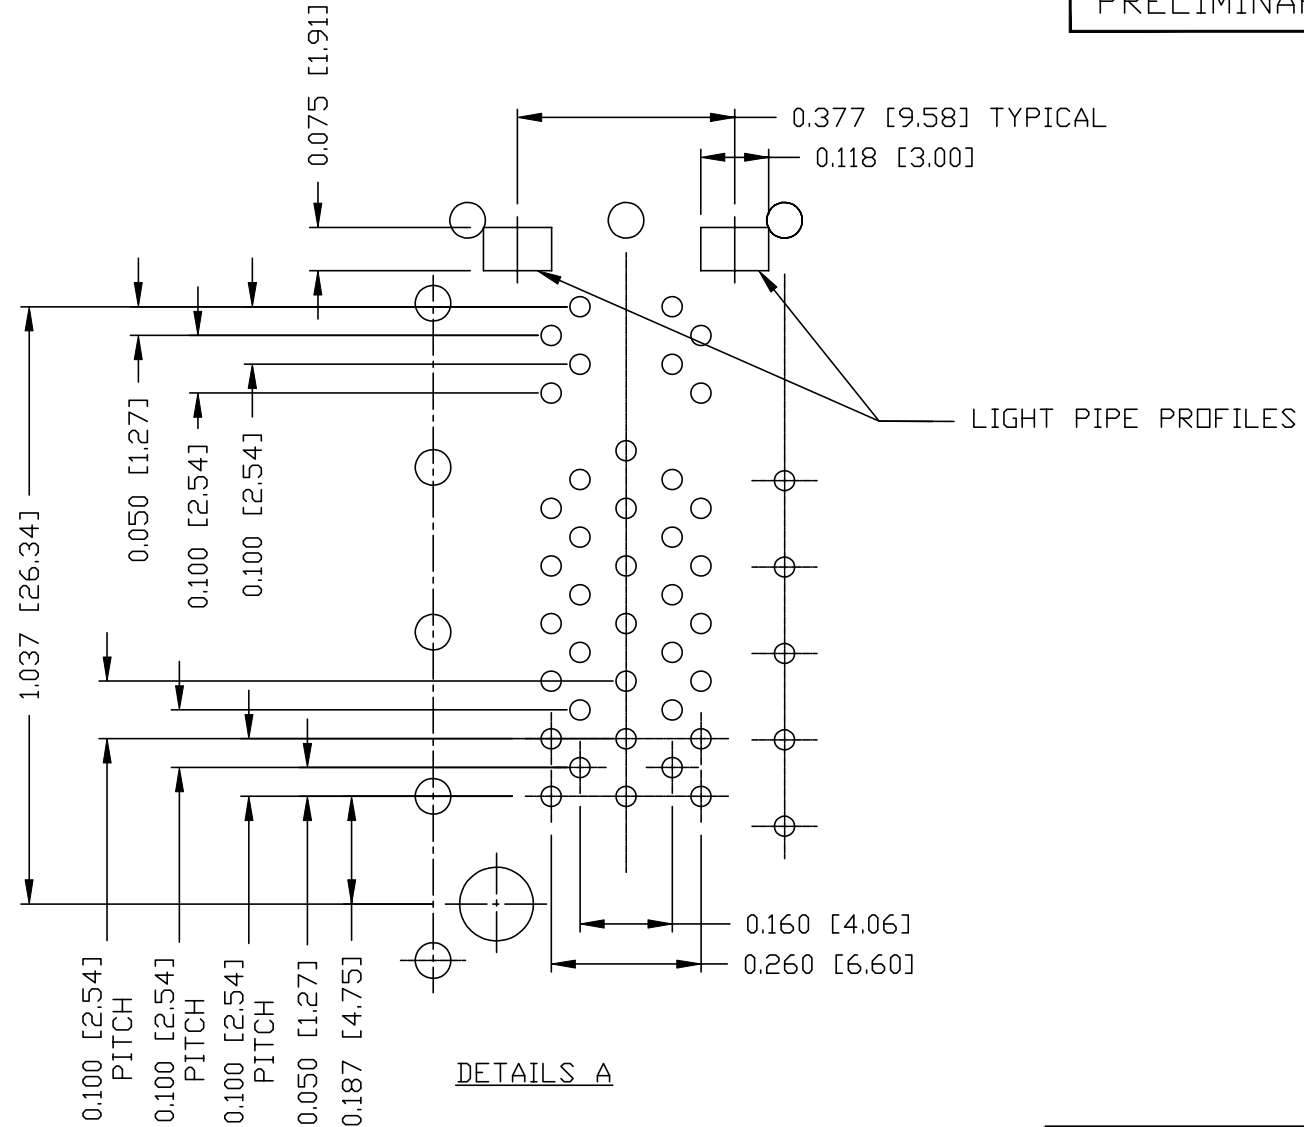 PRELIMINAR
0.075 [1.91]
0.377 [9.58] TYPICAL
0.118 [3.00]
LIGHT PIPE PROFILES
0.050 [1.27]
0.100 [2.54]
0.100 [2.54]
1.037 [26.34]
0.160 [4.06]
0.260 [6.60]
0.100 [2.54]
PITCH
0.100 [2.54]
PITCH
0.100 [2.54]
PITCH
0.050 [1.27]
0.187 [4.75]
DETAILS A